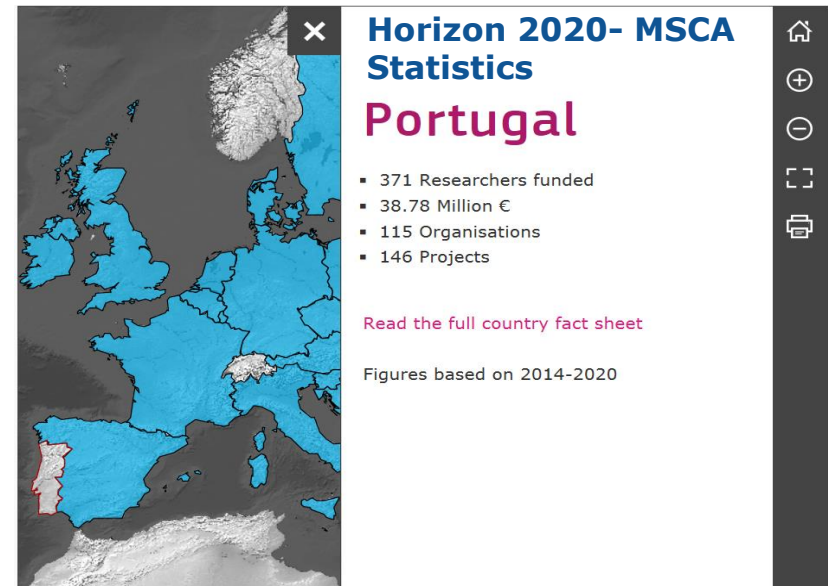 Horizon 2020- MSCA
Statistics
Portugal
▪ 371 Researchers funded
▪ 38.78 Million €
▪ 115 Organisations
▪ 146 Projects
Read the full country fact sheet
Figures based on 2014-2020